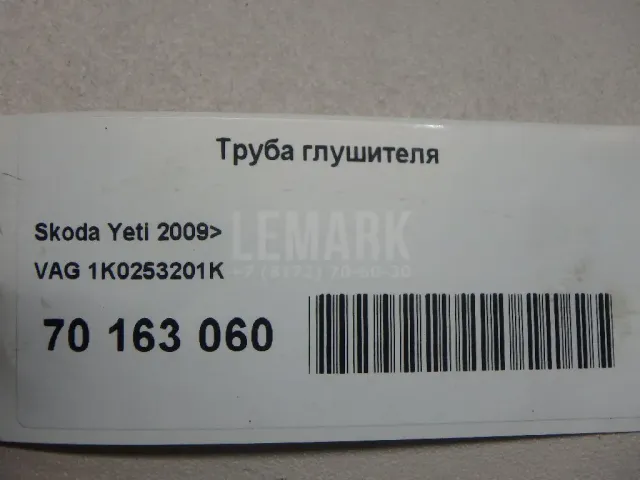 Труба глушителя
Skoda Yeti 2009>
LEMARK
VAG 1K0253201K
70 163 060